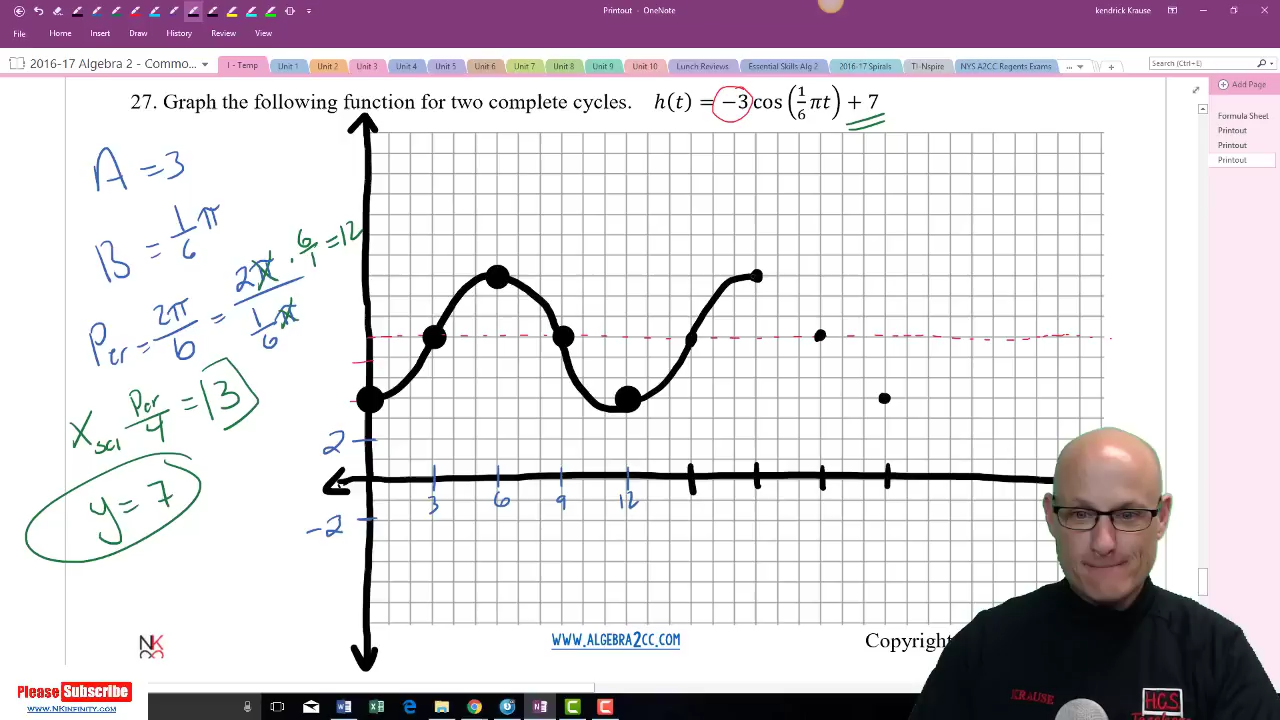 Printout - OneNote
kendrick Krause
File Home Insert Draw History Review View
2016-17 Algebra 2 - Commo...
I - Temp Unit 1 Unit 2 Unit 3 Unit 4 Unit 5 Unit 6 Unit 7 Unit 8 Unit 9 Unit 10 Lunch Reviews Essential Skills Alg 2 2016-17 Spirals TI-Nspire NYS A2CC Regents Exams ...
Search (Ctrl+E)
Add Page
Formula Sheet
Printout
Printout
Printout
27. Graph the following function for two complete cycles. h(t) = −3 cos (1/6 πt) + 7
A = 3
B = 1/6 π
Per = 2π/b = 2π / 1/6 π · 6/1 = 12
Xscl Per/4 = 3
y = 7
2
-2
3 6 9 12
WWW.ALGEBRA2CC.COM
Copyright
NK
Please Subscribe
www.NKinfinity.com
KRAUSE
H.G.S.